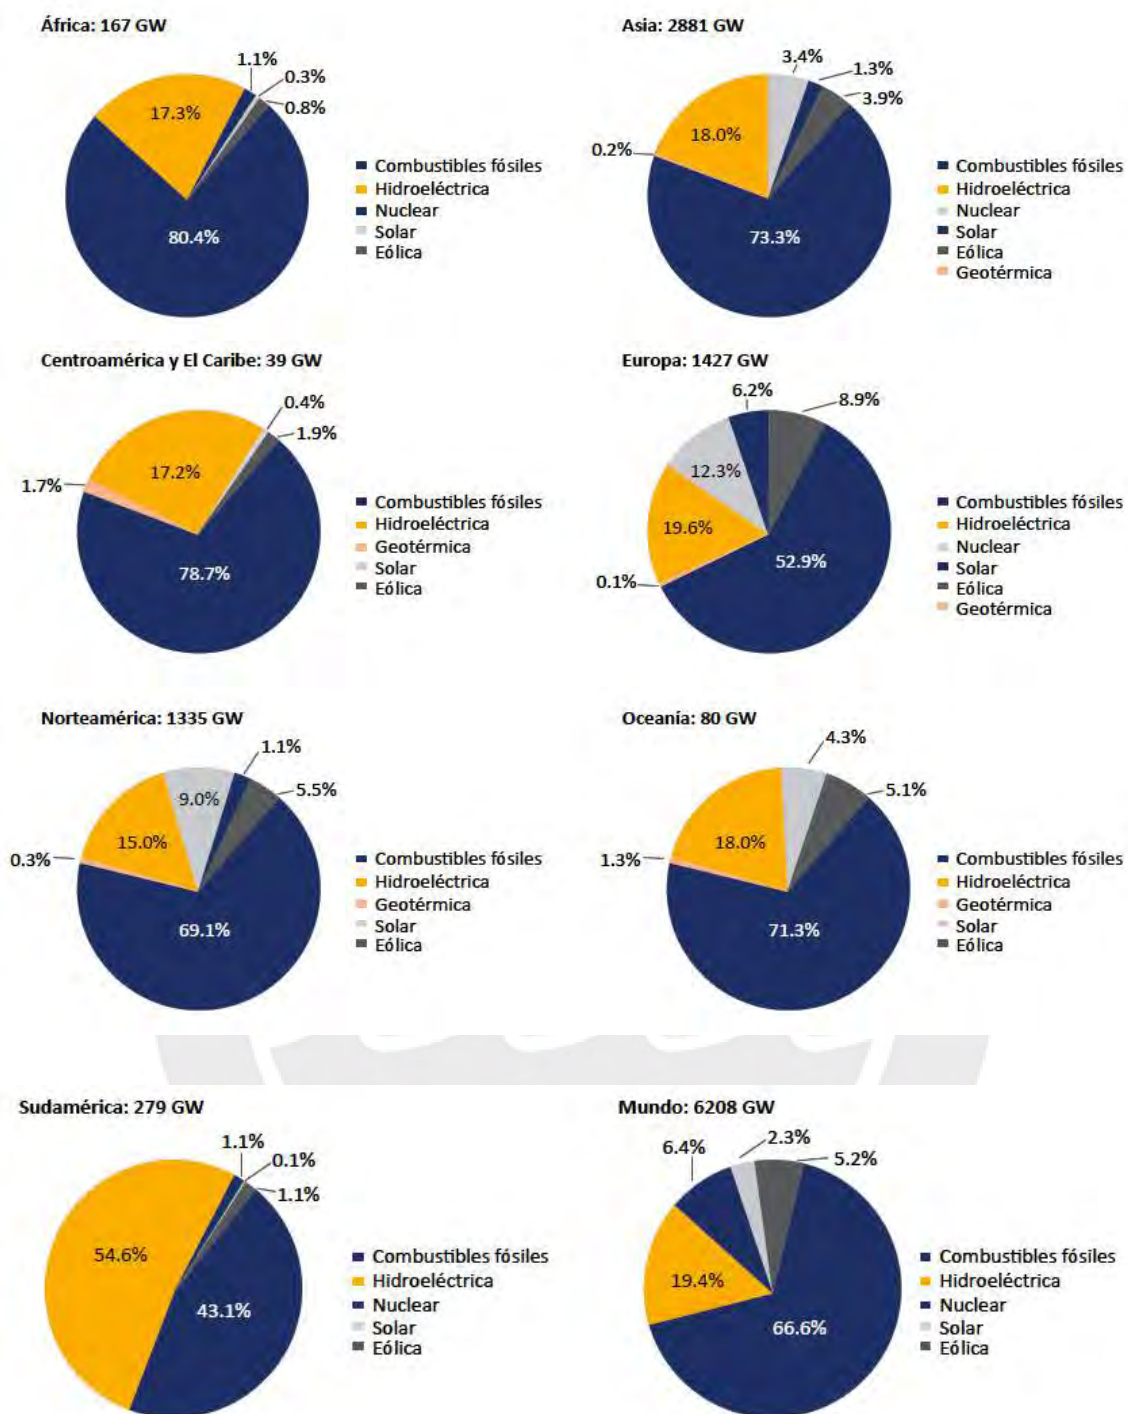 África: 167 GW
1.1%
0.3%
0.8%
17.3%
80.4%
Combustibles fósiles
Hidroeléctrica
Nuclear
Solar
Eólica
Asia: 2881 GW
3.4%
1.3%
3.9%
18.0%
0.2%
73.3%
Combustibles fósiles
Hidroeléctrica
Nuclear
Solar
Eólica
Geotérmica
Centroamérica y El Caribe: 39 GW
0.4%
1.9%
17.2%
1.7%
78.7%
Combustibles fósiles
Hidroeléctrica
Geotérmica
Solar
Eólica
Europa: 1427 GW
6.2%
8.9%
12.3%
19.6%
52.9%
0.1%
Combustibles fósiles
Hidroeléctrica
Nuclear
Solar
Eólica
Geotérmica
Norteamérica: 1335 GW
1.1%
5.5%
9.0%
15.0%
0.3%
69.1%
Combustibles fósiles
Hidroeléctrica
Geotérmica
Solar
Eólica
Oceanía: 80 GW
4.3%
5.1%
18.0%
1.3%
71.3%
Combustibles fósiles
Hidroeléctrica
Geotérmica
Solar
Eólica
Sudamérica: 279 GW
1.1%
0.1%
1.1%
54.6%
43.1%
Combustibles fósiles
Hidroeléctrica
Nuclear
Solar
Eólica
Mundo: 6208 GW
6.4%
2.3%
5.2%
19.4%
66.6%
Combustibles fósiles
Hidroeléctrica
Nuclear
Solar
Eólica